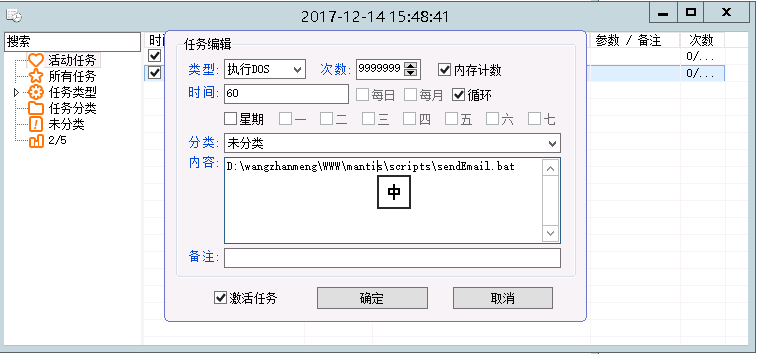 2017-12-14 15:48:41
搜索
活动任务
所有任务
任务类型
任务分类
未分类
2/5
时
参数 / 备注
次数
0/...
0/...
任务编辑
类型: 执行DOS 次数: 9999999 内存计数
时间: 60 每日 每月 循环
星期 一 二 三 四 五 六 七
分类: 未分类
内容: D:\wangzhanmeng\WWW\mantis\scripts\sendEmail.bat
中
备注:
激活任务 确定 取消